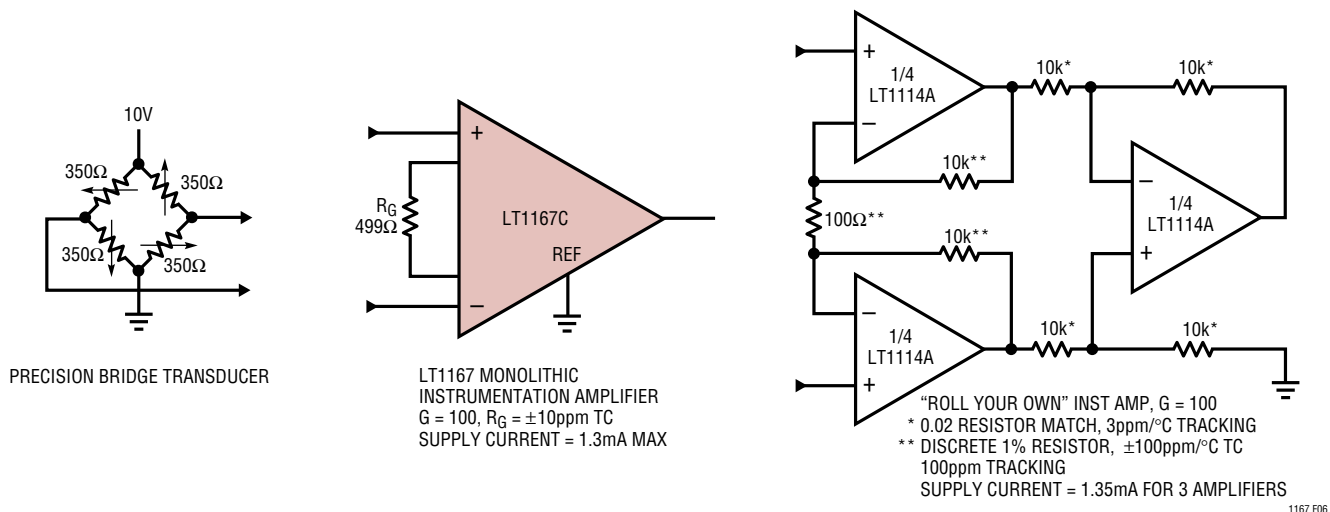 10V
350Ω
350Ω
350Ω
350Ω
PRECISION BRIDGE TRANSDUCER
+
RG
499Ω
LT1167C
REF
–
LT1167 MONOLITHIC
INSTRUMENTATION AMPLIFIER
G = 100, RG = ±10ppm TC
SUPPLY CURRENT = 1.3mA MAX
+
1/4
LT1114A
–
10k*
10k*
10k**
100Ω**
10k**
–
1/4
LT1114A
+
–
1/4
LT1114A
+
10k*
10k*
“ROLL YOUR OWN” INST AMP, G = 100
* 0.02 RESISTOR MATCH, 3ppm/°C TRACKING
** DISCRETE 1% RESISTOR, ±100ppm/°C TC
100ppm TRACKING
SUPPLY CURRENT = 1.35mA FOR 3 AMPLIFIERS
1167 F06